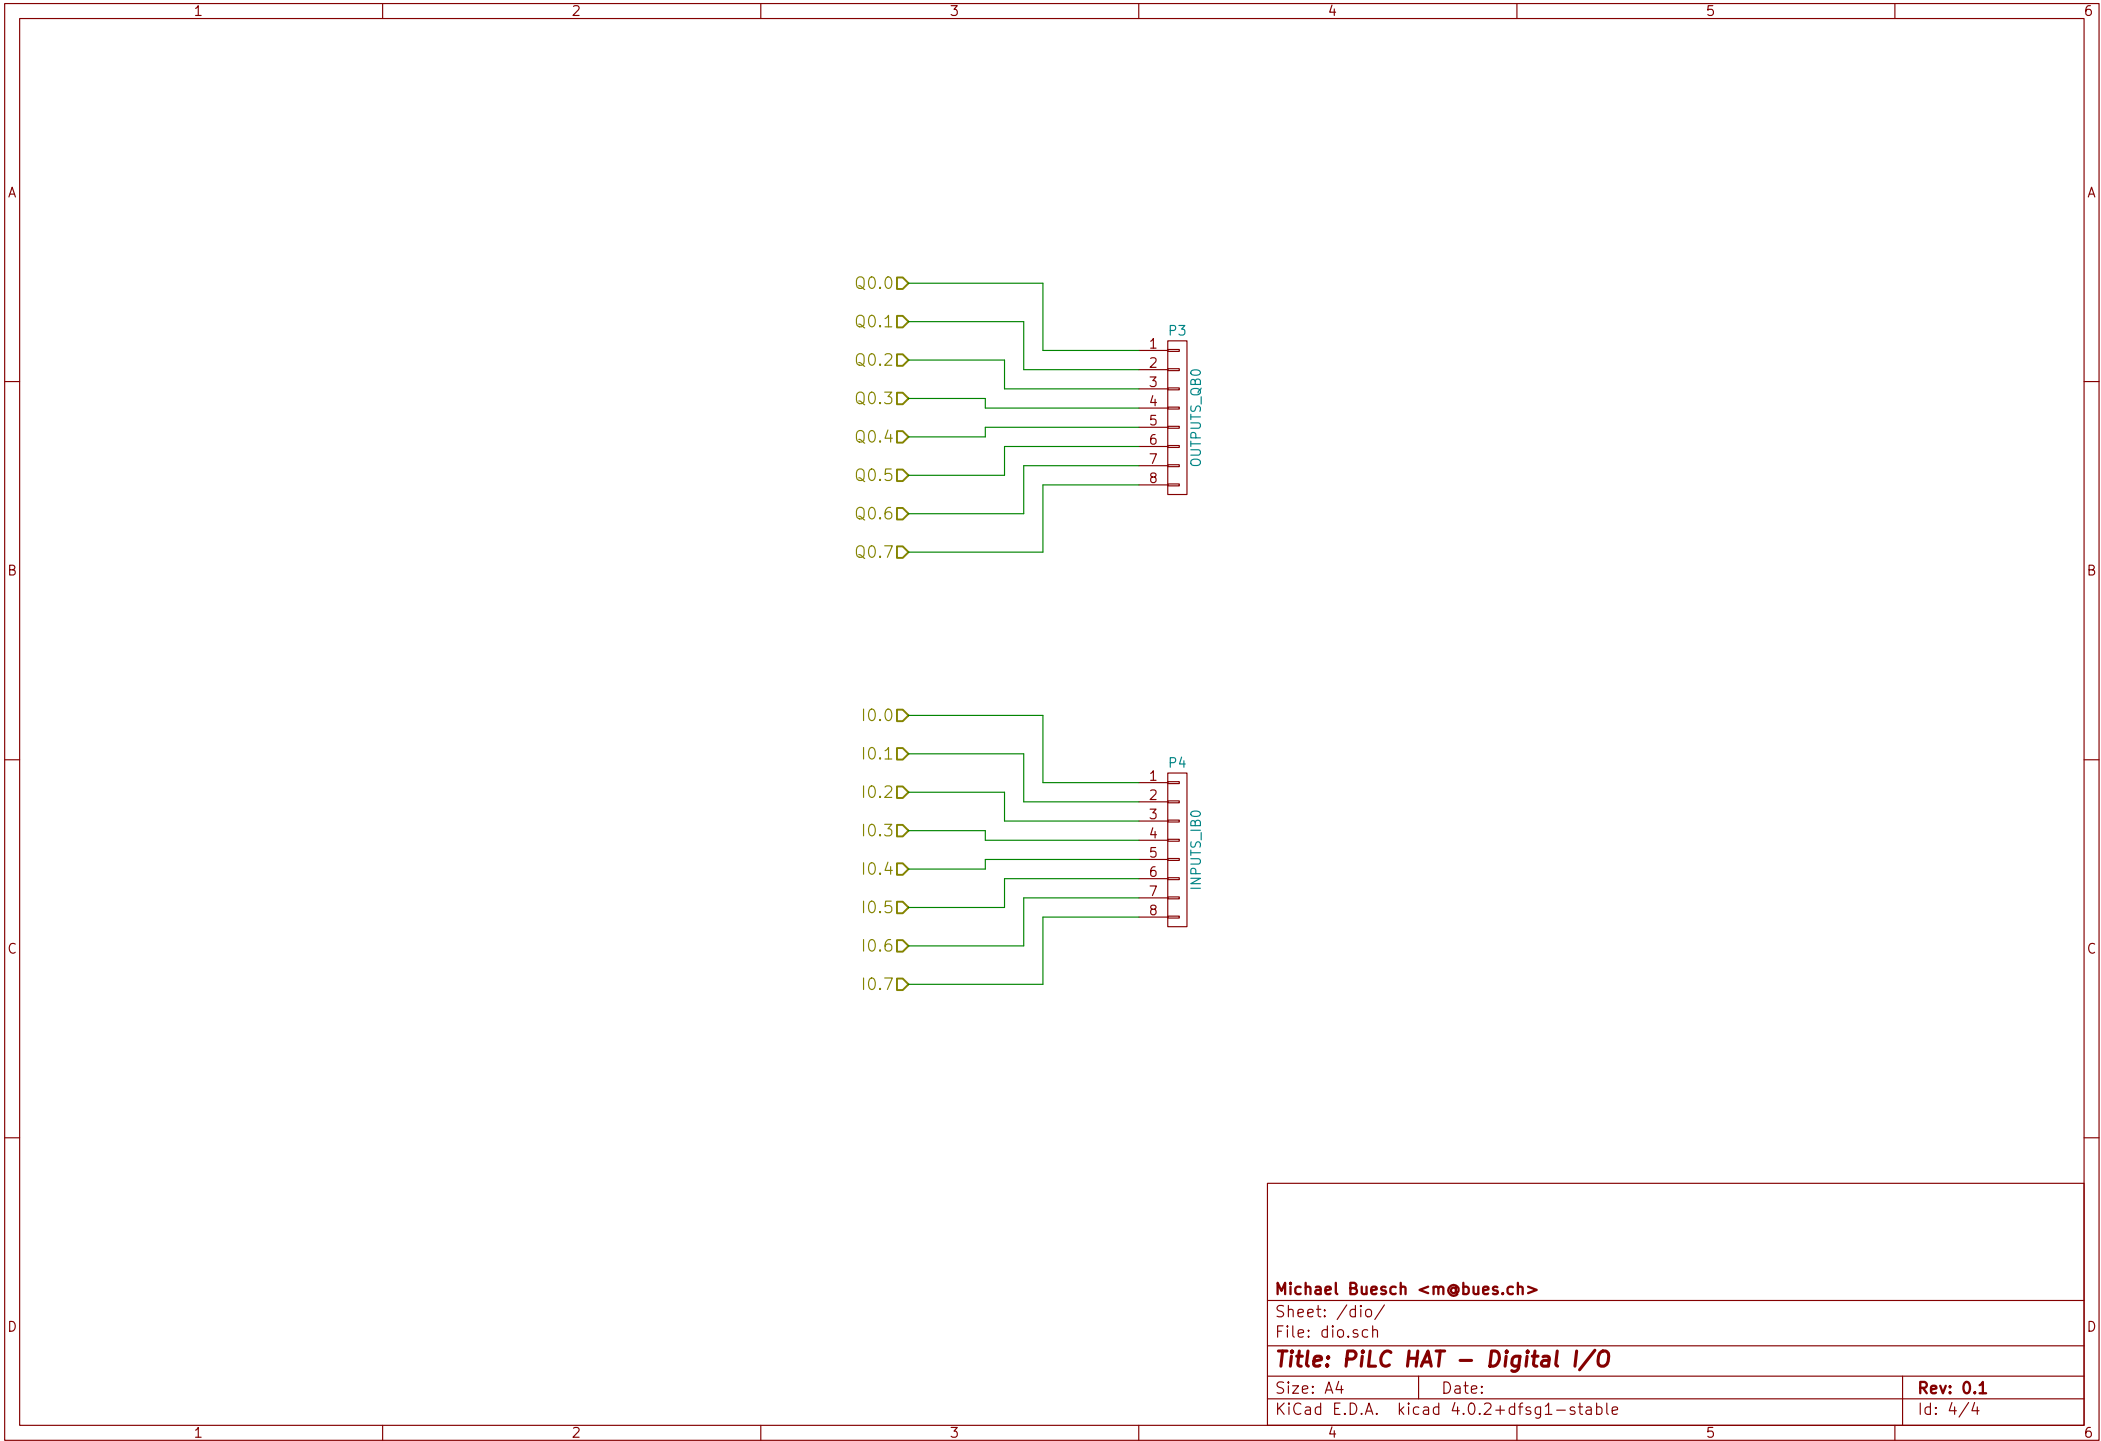 1 2 3 4 5 6
A A
Q0.0
Q0.1
P3
1
Q0.2
2
3
Q0.3
4
OUTPUTS_QB0
5
Q0.4
6
7
Q0.5
8
Q0.6
Q0.7
B B
I0.0
I0.1
P4
1
I0.2
2
3
I0.3
4
INPUTS_IB0
5
I0.4
6
7
I0.5
8
I0.6
C C
I0.7
Michael Buesch <m@bues.ch>
Sheet: /dio/
File: dio.sch
D D
Title: PiLC HAT – Digital I/O
Size: A4 Date: Rev: 0.1
KiCad E.D.A. kicad 4.0.2+dfsg1-stable Id: 4/4
1 2 3 4 5 6